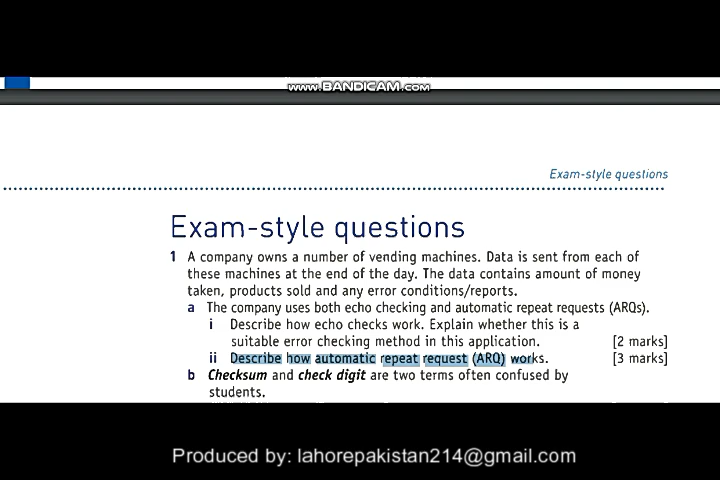 www.BANDICAM.com
Exam-style questions
Exam-style questions
1 A company owns a number of vending machines. Data is sent from each of
these machines at the end of the day. The data contains amount of money
taken, products sold and any error conditions/reports.
a The company uses both echo checking and automatic repeat requests (ARQs).
i Describe how echo checks work. Explain whether this is a
suitable error checking method in this application. [2 marks]
ii Describe how automatic repeat request (ARQ) works. [3 marks]
b Checksum and check digit are two terms often confused by
students.
Produced by: lahorepakistan214@gmail.com